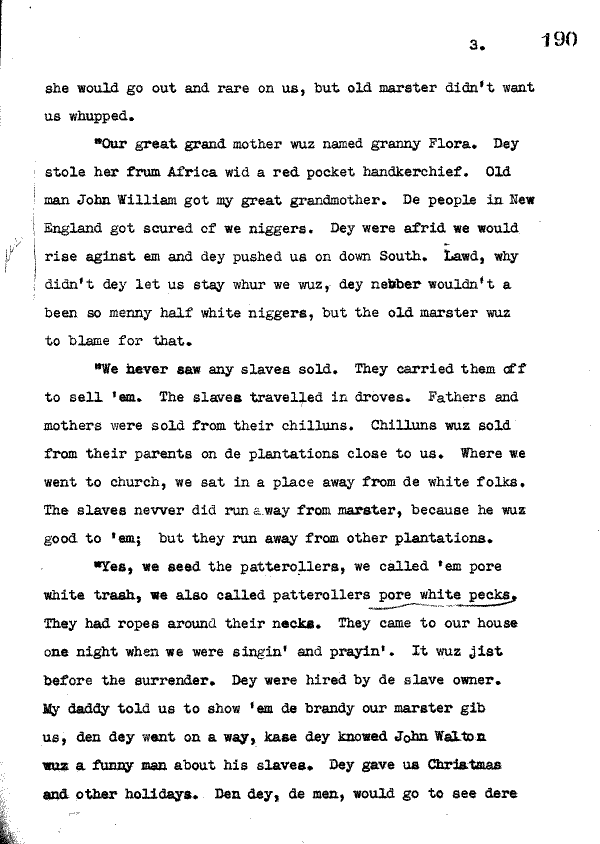 3. 190
she would go out and rare on us, but old marster didn't want
us whupped.
"Our great grand mother wuz named granny Flora. Dey
stole her frum Africa wid a red pocket handkerchief. Old
man John William got my great grandmother. De people in New
England got scured of we niggers. Dey were afrid we would
rise aginst em and dey pushed us on down South. Lawd, why
didn't dey let us stay whur we wuz, dey nebber wouldn't a
been so menny half white niggers, but the old marster wuz
to blame for that.
"We never saw any slaves sold. They carried them off
to sell 'em. The slaves travelled in droves. Fathers and
mothers were sold from their chilluns. Chilluns wuz sold
from their parents on de plantations close to us. Where we
went to church, we sat in a place away from de white folks.
The slaves nevver did run away from marster, because he wuz
good to 'em; but they run away from other plantations.
"Yes, we seed the patterollers, we called 'em pore
white trash, we also called patterollers pore white pecks.
They had ropes around their necks. They came to our house
one night when we were singin' and prayin'. It wuz jist
before the surrender. Dey were hired by de slave owner.
My daddy told us to show 'em de brandy our marster gib
us, den dey went on a way, kase dey knowed John Walton
wuz a funny man about his slaves. Dey gave us Christmas
and other holidays. Den dey, de men, would go to see dere